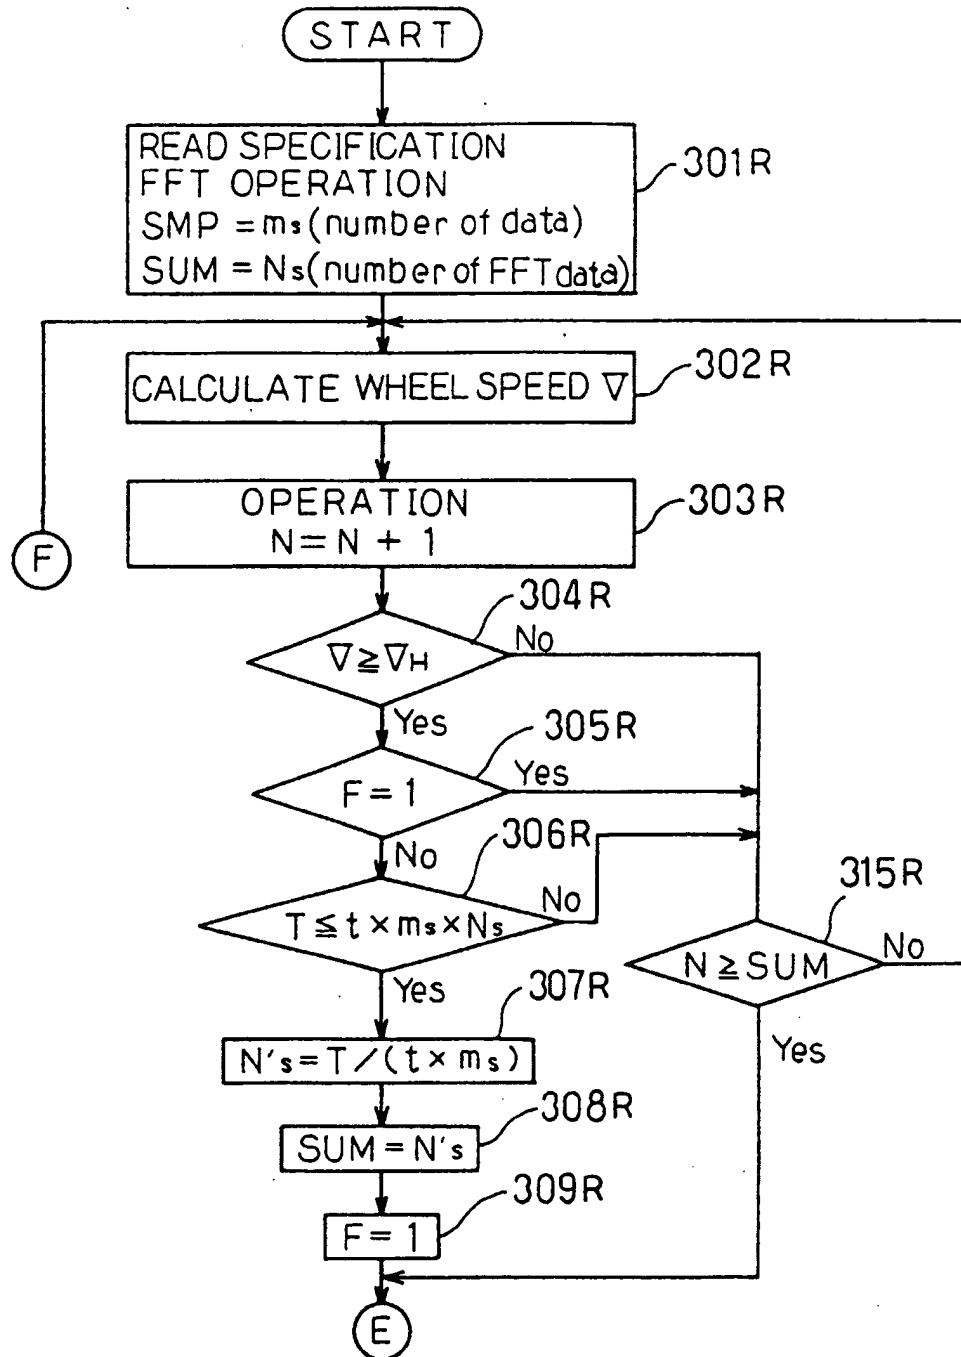 START
READ SPECIFICATION
FFT OPERATION
SMP = ms (number of data)
SUM = Ns (number of FFT data)
301R
CALCULATE WHEEL SPEED ∇
302R
OPERATION
N = N + 1
303R
F
304R
∇ ≧ ∇H
No
Yes
305R
F = 1
Yes
No
306R
T ≦ t × ms × Ns
No
Yes
315R
N ≧ SUM
No
Yes
307R
N's = T / (t × ms)
308R
SUM = N's
309R
F = 1
E